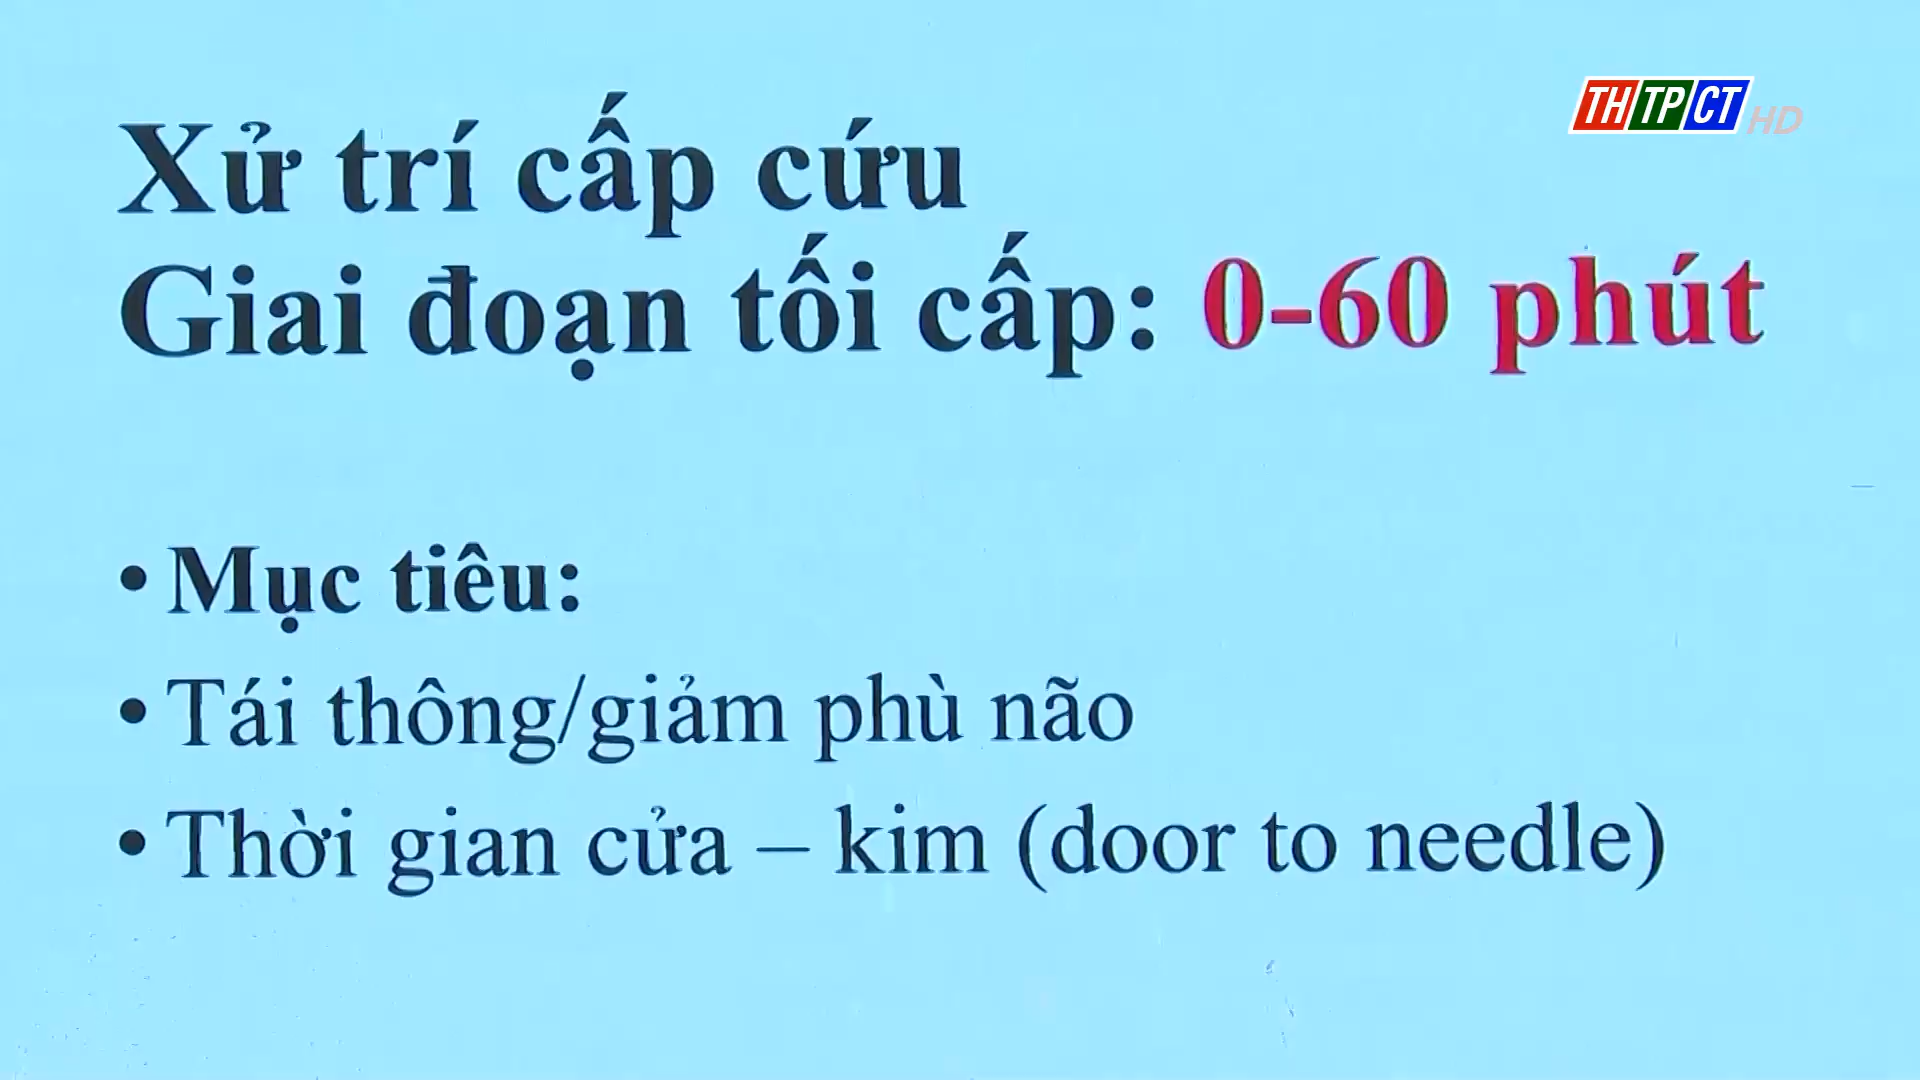 THTPCT HD
Xử trí cấp cứu
Giai đoạn tối cấp: 0-60 phút
• Mục tiêu:
• Tái thông/giảm phù não
• Thời gian cửa – kim (door to needle)